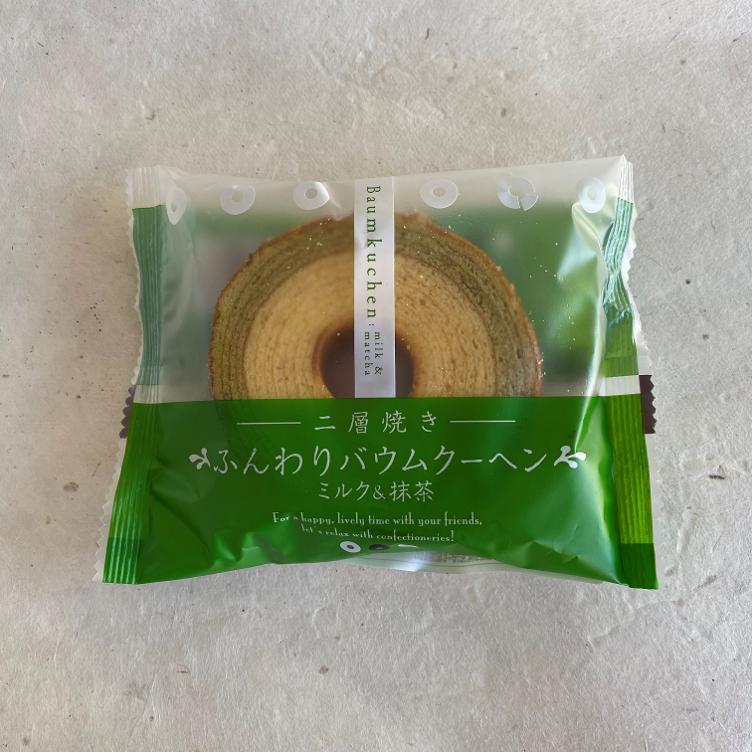 Baumkuchen: milk &
matcha
二層焼き
ふんわりバウムクーヘン
ミルク&抹茶
For a happy, lively time with your friends,
let's relax with confectioneries!